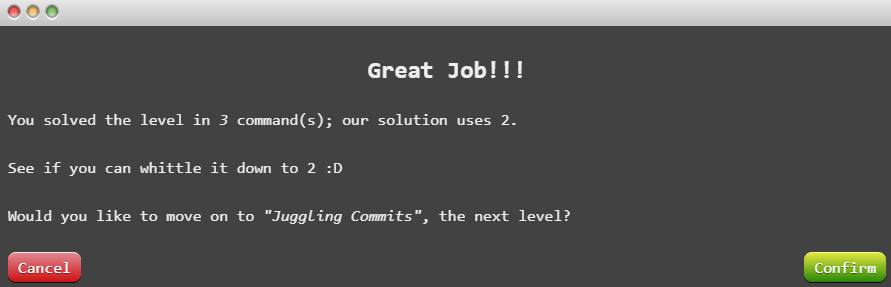 Great Job!!!
You solved the level in 3 command(s); our solution uses 2.
See if you can whittle it down to 2 :D
Would you like to move on to "Juggling Commits", the next level?
Cancel
Confirm